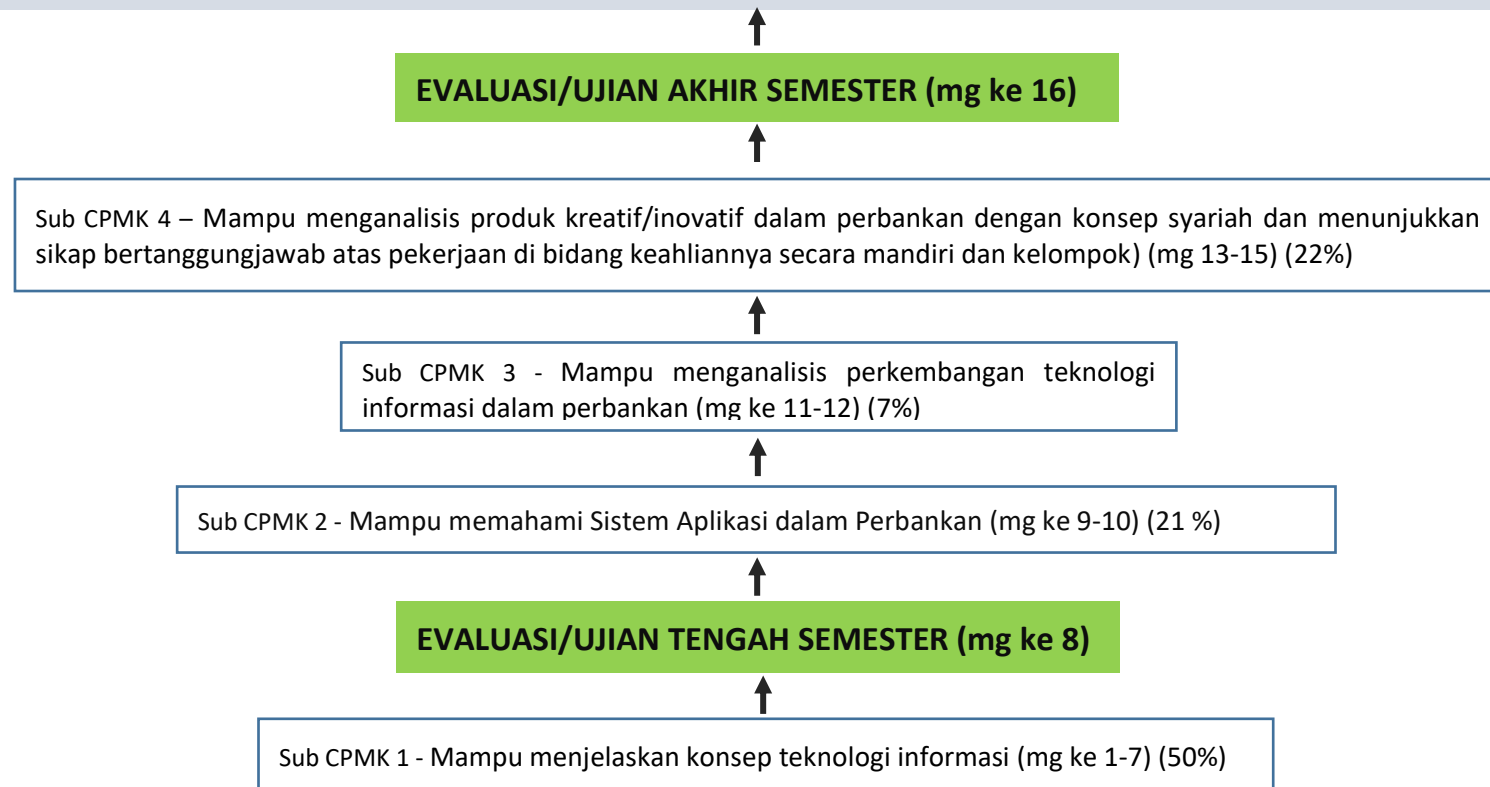 EVALUASI/UJIAN AKHIR SEMESTER (mg ke 16)
Sub CPMK 4 – Mampu menganalisis produk kreatif/inovatif dalam perbankan dengan konsep syariah dan menunjukkan
sikap bertanggungjawab atas pekerjaan di bidang keahliannya secara mandiri dan kelompok) (mg 13-15) (22%)
Sub CPMK 3 - Mampu menganalisis perkembangan teknologi
informasi dalam perbankan (mg ke 11-12) (7%)
Sub CPMK 2 - Mampu memahami Sistem Aplikasi dalam Perbankan (mg ke 9-10) (21 %)
EVALUASI/UJIAN TENGAH SEMESTER (mg ke 8)
Sub CPMK 1 - Mampu menjelaskan konsep teknologi informasi (mg ke 1-7) (50%)